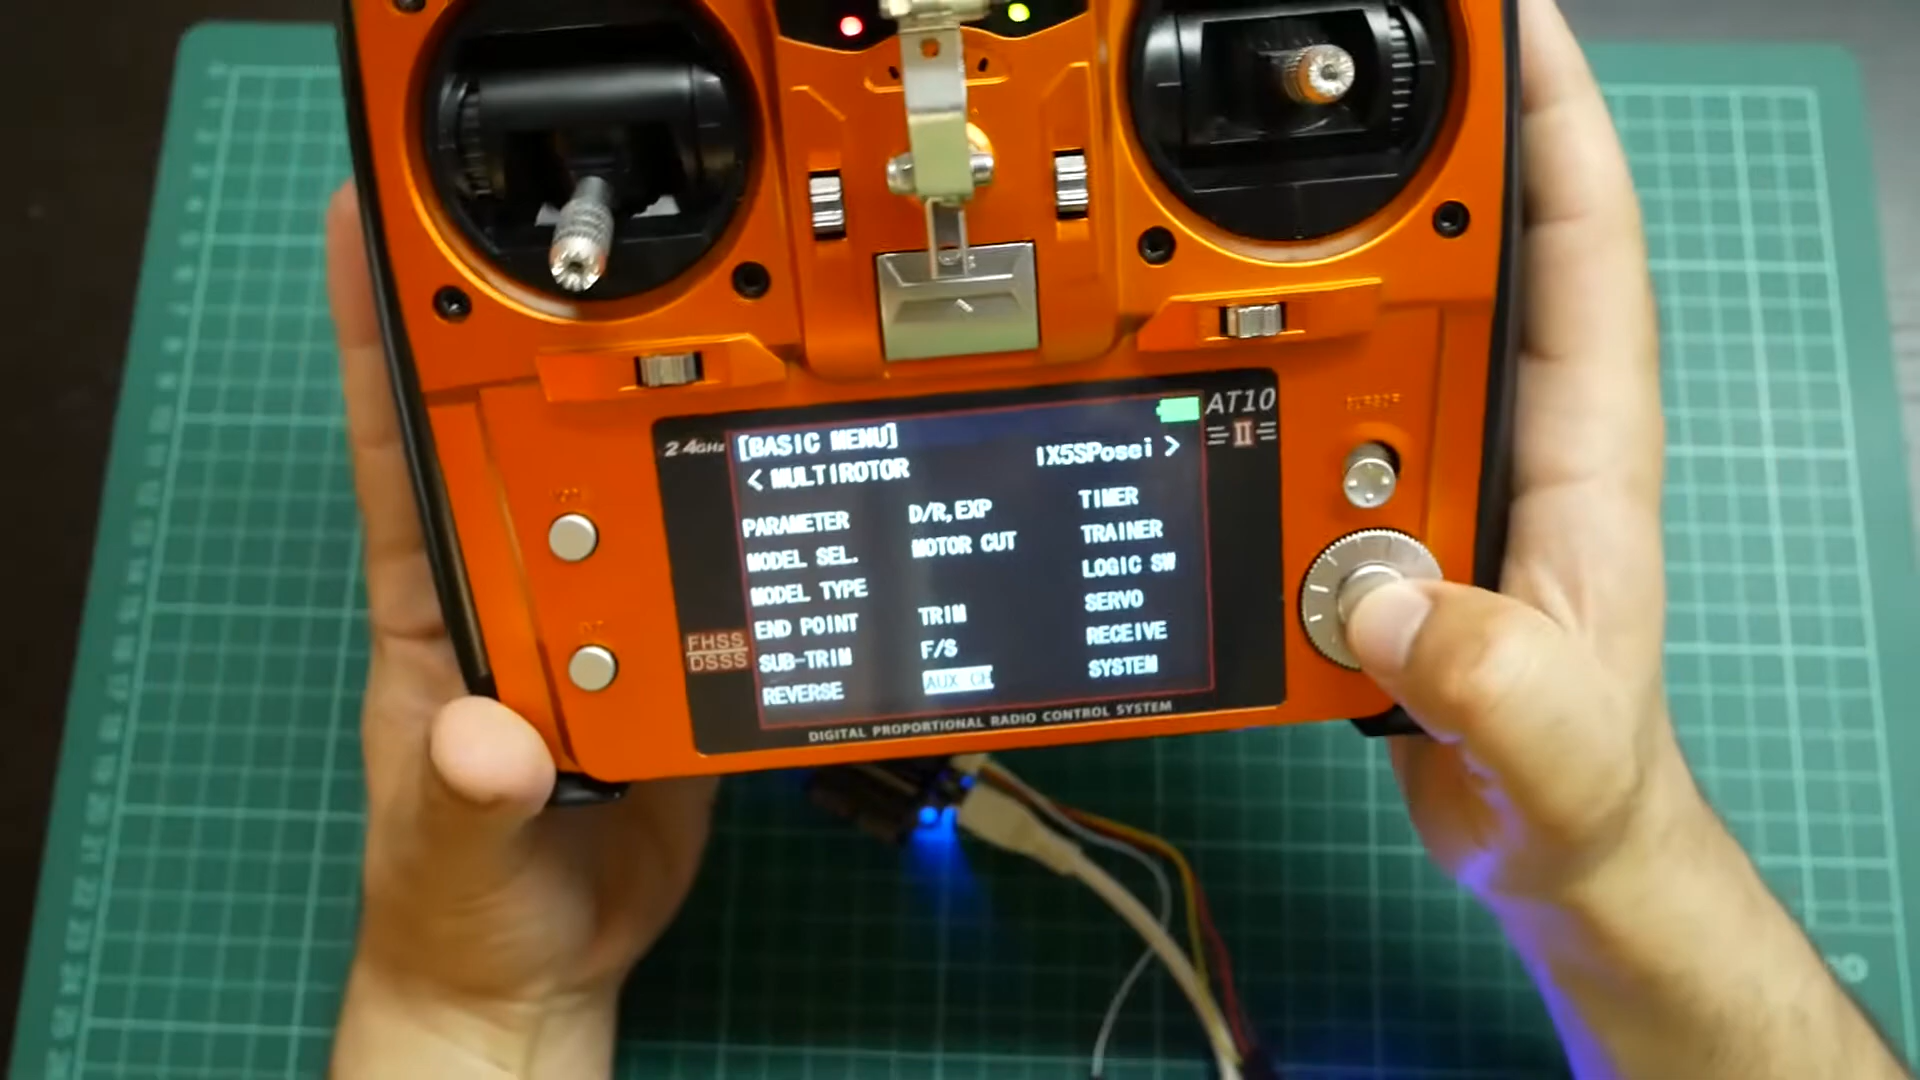 2.4GHz
AT10
II
[BASIC MENU]
< MULTIROTOR
IX5SPosei >
PARAMETER D/R,EXP TIMER
MODEL SEL. MOTOR CUT TRAINER
MODEL TYPE LOGIC SW
END POINT TRIM SERVO
SUB-TRIM F/S RECEIVE
REVERSE AUX CH SYSTEM
FHSS
DSSS
DIGITAL PROPORTIONAL RADIO CONTROL SYSTEM